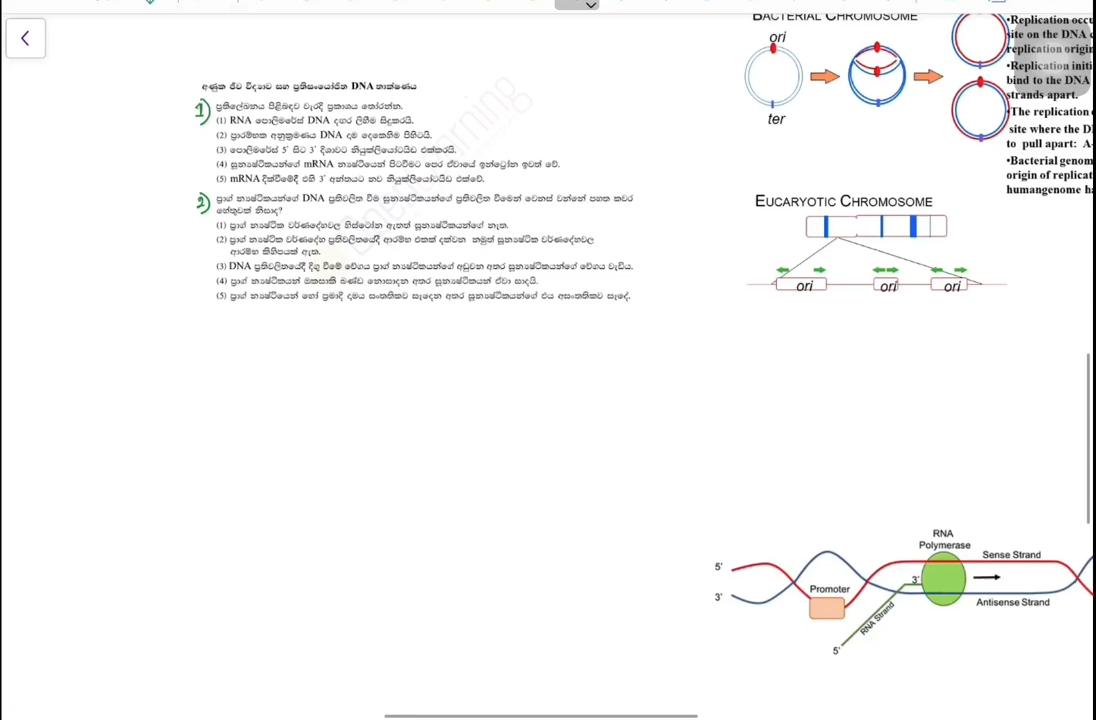 අණුක ජීව විද්‍යාව සහ ප්‍රතිසංයෝජිත DNA තාක්ෂණය
1) ප්‍රතිලේඛනය පිළිබඳව වැරදි ප්‍රකාශය තෝරන්න.
(1) RNA පොලිමරේස් DNA දඟර ලිහීම සිදුකරයි.
(2) ප්‍රාරම්භක අනුක්‍රමණය DNA දාම දෙකෙහිම පිහිටයි.
(3) පොලිමරේස් 5' සිට 3' දිශාවට නියුක්ලියෝටයිඩ එක්කරයි.
(4) සුන්‍යෂ්ටිකයන්ගේ mRNA න්‍යෂ්ටියෙන් පිටවීමට පෙර ඒවායේ ඉන්ට්‍රෝන ඉවත් වේ.
(5) mRNA දික්වීමේදී එහි 3' අන්තයට නව නියුක්ලියෝටයිඩ එක්වේ.
2) ප්‍රාග් න්‍යෂ්ටිකයන්ගේ DNA ප්‍රතිවලිත වීම සුන්‍යෂ්ටිකයන්ගේ ප්‍රතිවලිත වීමෙන් වෙනස් වන්නේ පහත කවර
හේතුවක් නිසාද?
(1) ප්‍රාග් න්‍යෂ්ටික වර්ණදේහවල හිස්ටෝන ඇතත් සුන්‍යෂ්ටිකයන්ගේ නැත.
(2) ප්‍රාග් න්‍යෂ්ටික වර්ණදේහ ප්‍රතිවලිතයේදී ආරම්භ එකක් දක්වන නමුත් සුන්‍යෂ්ටික වර්ණදේහවල
ආරම්භ කිහිපයක් ඇත.
(3) DNA ප්‍රතිවලිතයේදී දිගු වීමේ වේගය ප්‍රාග් න්‍යෂ්ටිකයන්ගේ අඩුවන අතර සුන්‍යෂ්ටිකයන්ගේ වේගය වැඩිය.
(4) ප්‍රාග් න්‍යෂ්ටිකයන් ඔකසාකි ඛණ්ඩ නොසාදන අතර සුන්‍යෂ්ටිකයන් ඒවා සාදයි.
(5) ප්‍රාග් න්‍යෂ්ටියෙන් හෝ ප්‍රමාදී දාමය සංතතිකව සෑදෙන අතර සුන්‍යෂ්ටිකයන්ගේ එය අසංතතිකව සෑදේ.
BACTERIAL CHROMOSOME
ori
ter
•Replication occu
site on the DNA
replication origin
•Replication initi
bind to the DNA
strands apart.
•The replication
site where the D
to pull apart: A-
•Bacterial genom
origin of replicat
humangenome ha
EUCARYOTIC CHROMOSOME
ori ori ori
RNA
Polymerase
Sense Strand
5'
3'
Promoter
3'
Antisense Strand
RNA Strand
5'